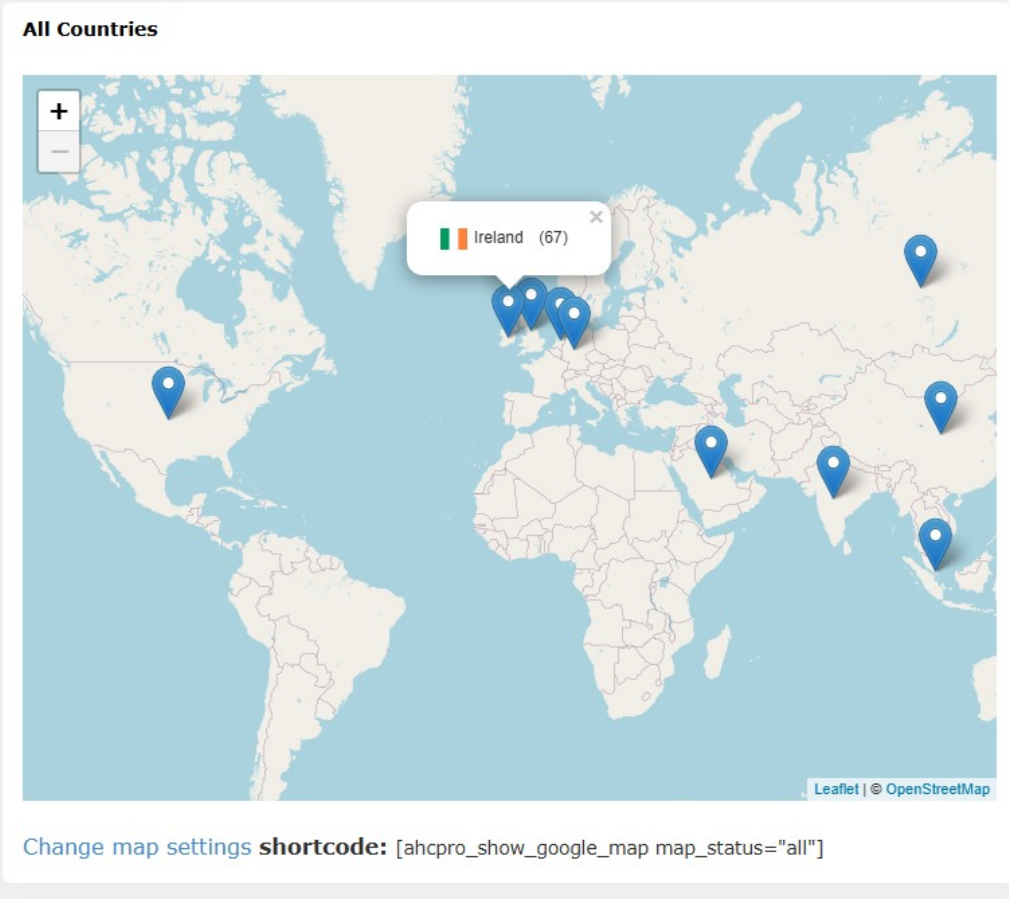 All Countries
+
−
×
Ireland (67)
Leaflet | © OpenStreetMap
Change map settings shortcode: [ahcpro_show_google_map map_status="all"]